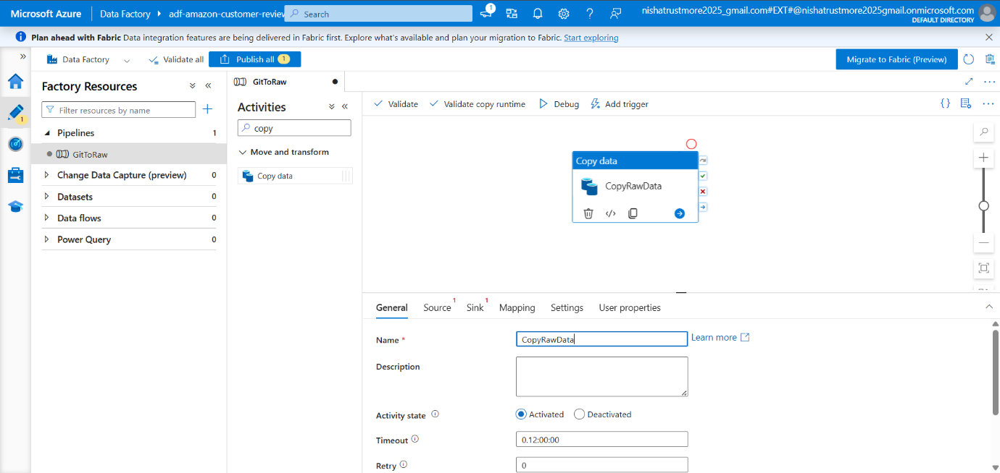 Microsoft Azure
Data Factory
adf-amazon-customer-review
Search
1
nishatrustmore2025_gmail.com#EXT#@nishatrustmore2025gmail.onmicrosoft.com
DEFAULT DIRECTORY
Plan ahead with Fabric Data integration features are being delivered in Fabric first. Explore what's available and plan your migration to Fabric. Start exploring
Data Factory
Validate all
Publish all 1
Migrate to Fabric (Preview)
1
Factory Resources
Filter resources by name
Pipelines 1
GitToRaw
Change Data Capture (preview) 0
Datasets 0
Data flows 0
Power Query 0
GitToRaw
Activities
copy
Move and transform
Copy data
Validate
Validate copy runtime
Debug
Add trigger
Copy data
CopyRawData
General
Source 1
Sink 1
Mapping
Settings
User properties
Name *
CopyRawData
Learn more
Description
Activity state
Activated
Deactivated
Timeout
0.12:00:00
Retry
0